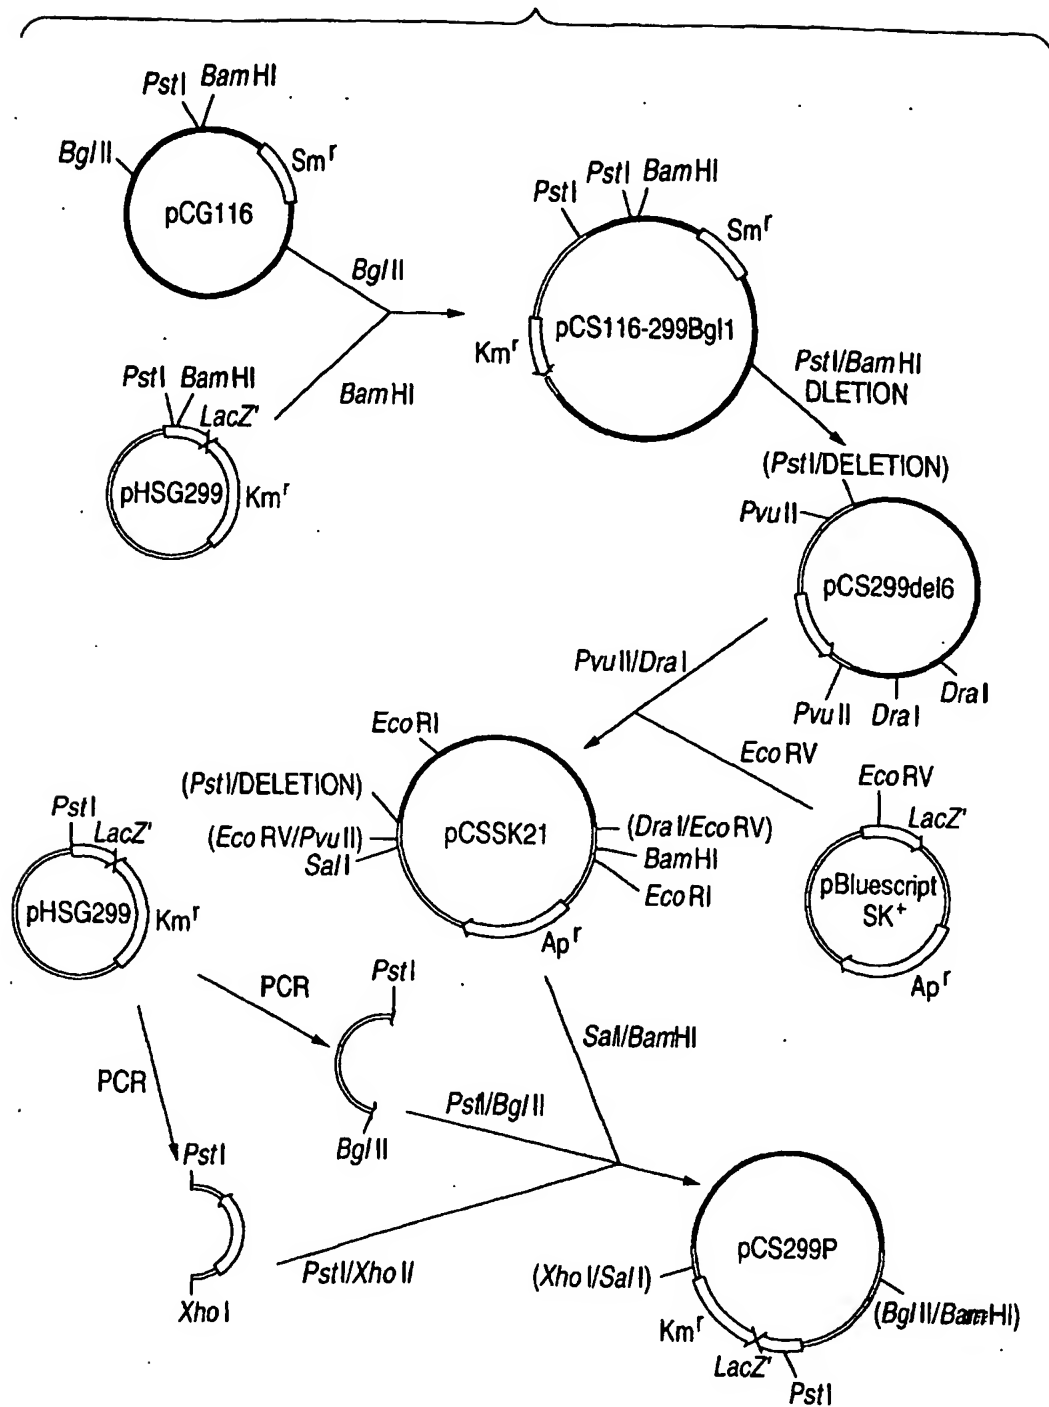 PstI BamHI
BglII
Smʳ
pCG116
BglII
PstI BamHI
LacZ'
BamHI
pHSG299
Kmʳ
PstI
PstI BamHI
Smʳ
pCS116-299Bgl1
Kmʳ
PstI/BamHI
DLETION
(PstI/DELETION)
PvuII
pCS299del6
PvuII
DraI
DraI
PvuII/DraI
EcoRV
EcoRI
(PstI/DELETION)
(EcoRV/PvuII)
SalI
pCSSK21
(DraI/EcoRV)
BamHI
EcoRI
Apʳ
EcoRV
LacZ'
pBluescript
SK⁺
Apʳ
PstI
LacZ'
pHSG299
Kmʳ
PCR
PstI
BglII
PCR
PstI
XhoI
SalI/BamHI
PstI/BglII
PstI/XhoII
pCS299P
(XhoI/SalI)
(BglII/BamHI)
Kmʳ
LacZ'
PstI